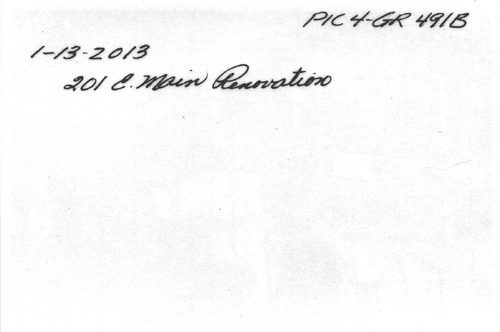 PIC 4-GR 491B
1-13-2013
201 E. Main Renovation